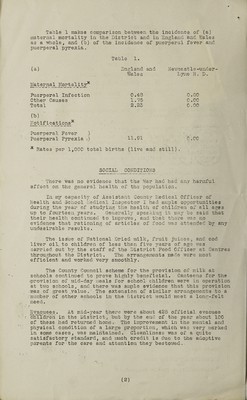 Table 1 makes comparison between the incidence of (a)
maternal mortality in the District and in England and Wales
as a whole, and (b) of the incidence of puerperal fever and
puerperal pyrexia.
Table 1.
(a) England and Newcastle-under-
Wales Lyme R. D.
Maternal Mortality*
Puerperal Infection 0.48 0.00
Other Causes 1.75 0.00
Total 2.23 0.00
(b)
Notifications*
Puerperal Fever )
Puerperal Pyrexia ) 11.91 7.00
* Rates per 1,000 total births (live and still).
SOCIAL CONDITIONS
There was no evidence that the War had had any harmful
effect on the general health of the population.
In my capacity of Assistant County Medical Officer of
Health and School Medical Inspector I had ample opportunities
during the year of studying the health of children of all ages
up to fourteen years. Generally speaking it may be said that
their health continued to improve, and that there was no
evidence that rationing of articles of food was attended by any
undesirable results.
The issue of National Dried milk, fruit juices, and cod
liver oil to children of less than five years of age was
carried out by the staff of the District Food Office at Centres
throughout the District. The arrangements made were most
efficient and worked very smoothly.
The County Council scheme for the provision of milk at
schools continued to prove highly beneficial. Canteens for the
provision of mid-day meals for school children were in operation
at two schools, and there was ample evidence that this provision
was of great value. The extension of similar arrangements to a
number of other schools in the district would meet a long-felt
need.
Evacuees. At mid-year there were about 425 official evacuee
children in the district, but by the end of the year about 100
of these had returned home. The improvement in the social and
physical condition of a large proportion, which was very marked
in some cases, was maintained. Cleanliness was of a quite
satisfactory standard, and much credit is due to the adoptive
parents for the care and attention they bestowed.
(2)